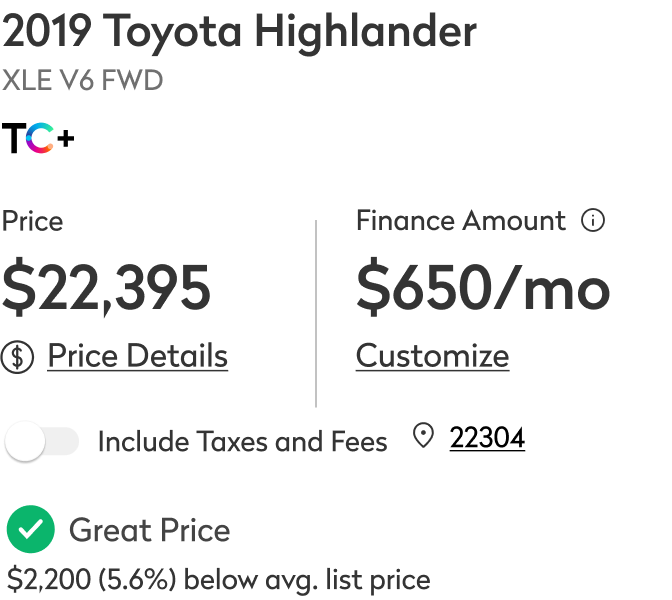 2019 Toyota Highlander
XLE V6 FWD
TC+
Price
$22,395
Price Details
Finance Amount
$650/mo
Customize
Include Taxes and Fees
22304
Great Price
$2,200 (5.6%) below avg. list price